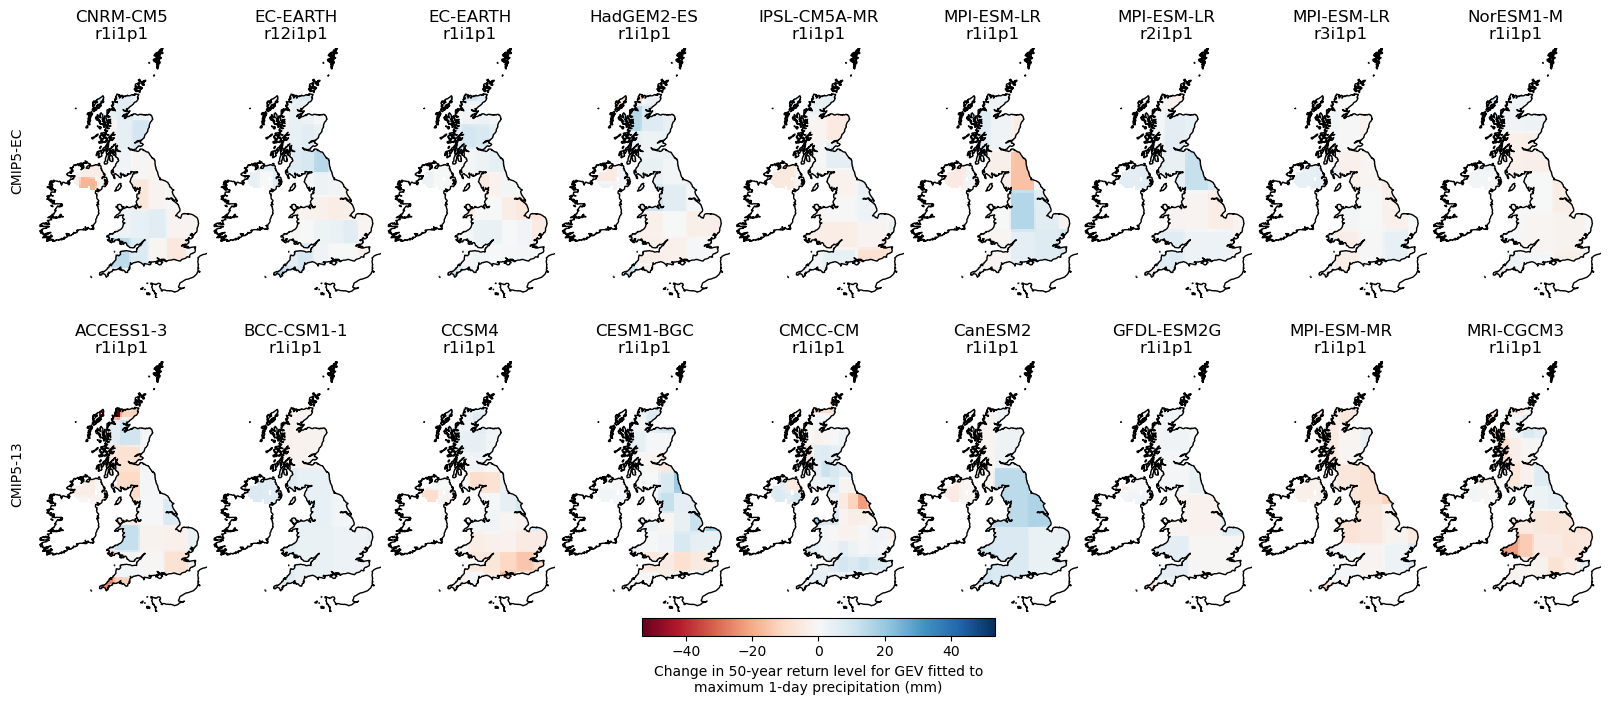 CNRM-CM5
r1i1p1
EC-EARTH
r12i1p1
EC-EARTH
r1i1p1
HadGEM2-ES
r1i1p1
IPSL-CM5A-MR
r1i1p1
MPI-ESM-LR
r1i1p1
MPI-ESM-LR
r2i1p1
MPI-ESM-LR
r3i1p1
NorESM1-M
r1i1p1
CMIP5-EC
ACCESS1-3
r1i1p1
BCC-CSM1-1
r1i1p1
CCSM4
r1i1p1
CESM1-BGC
r1i1p1
CMCC-CM
r1i1p1
CanESM2
r1i1p1
GFDL-ESM2G
r1i1p1
MPI-ESM-MR
r1i1p1
MRI-CGCM3
r1i1p1
CMIP5-13
−40 −20 0 20 40
Change in 50-year return level for GEV fitted to
maximum 1-day precipitation (mm)